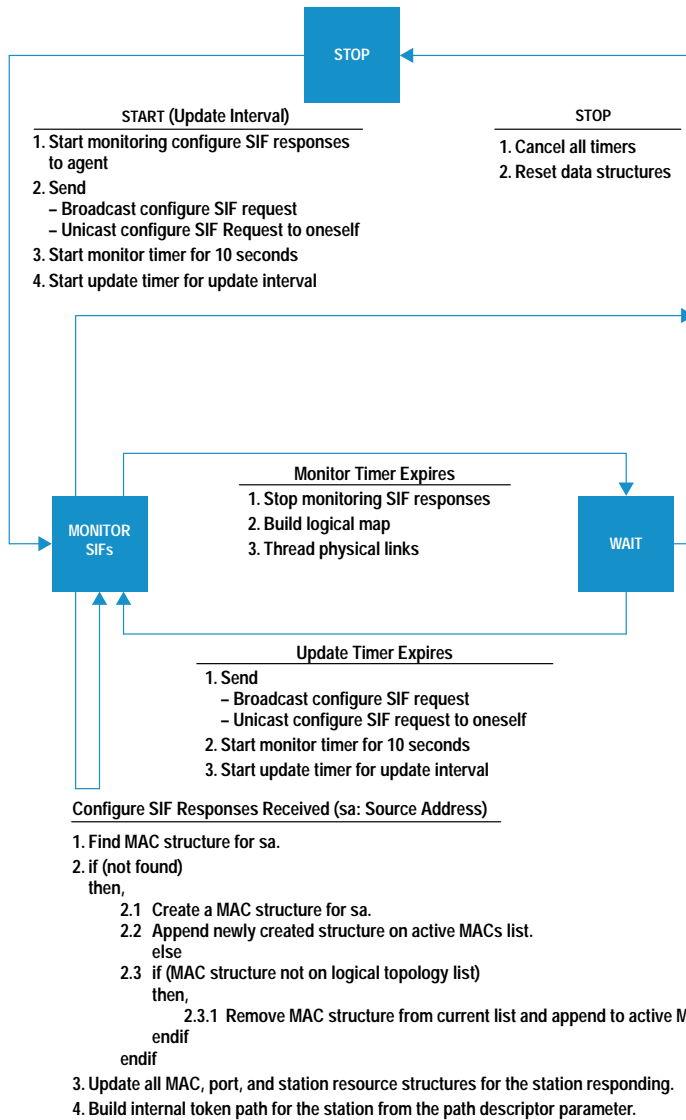 STOP
START (Update Interval)
1. Start monitoring configure SIF responses
to agent
2. Send
– Broadcast configure SIF request
– Unicast configure SIF Request to oneself
3. Start monitor timer for 10 seconds
4. Start update timer for update interval
STOP
1. Cancel all timers
2. Reset data structures
Monitor Timer Expires
1. Stop monitoring SIF responses
2. Build logical map
3. Thread physical links
MONITOR
SIFs
WAIT
Update Timer Expires
1. Send
– Broadcast configure SIF request
– Unicast configure SIF request to oneself
2. Start monitor timer for 10 seconds
3. Start update timer for update interval
Configure SIF Responses Received (sa: Source Address)
1. Find MAC structure for sa.
2. if (not found)
then,
2.1 Create a MAC structure for sa.
2.2 Append newly created structure on active MACs list.
else
2.3 if (MAC structure not on logical topology list)
then,
2.3.1 Remove MAC structure from current list and append to active M
endif
endif
3. Update all MAC, port, and station resource structures for the station responding.
4. Build internal token path for the station from the path descriptor parameter.